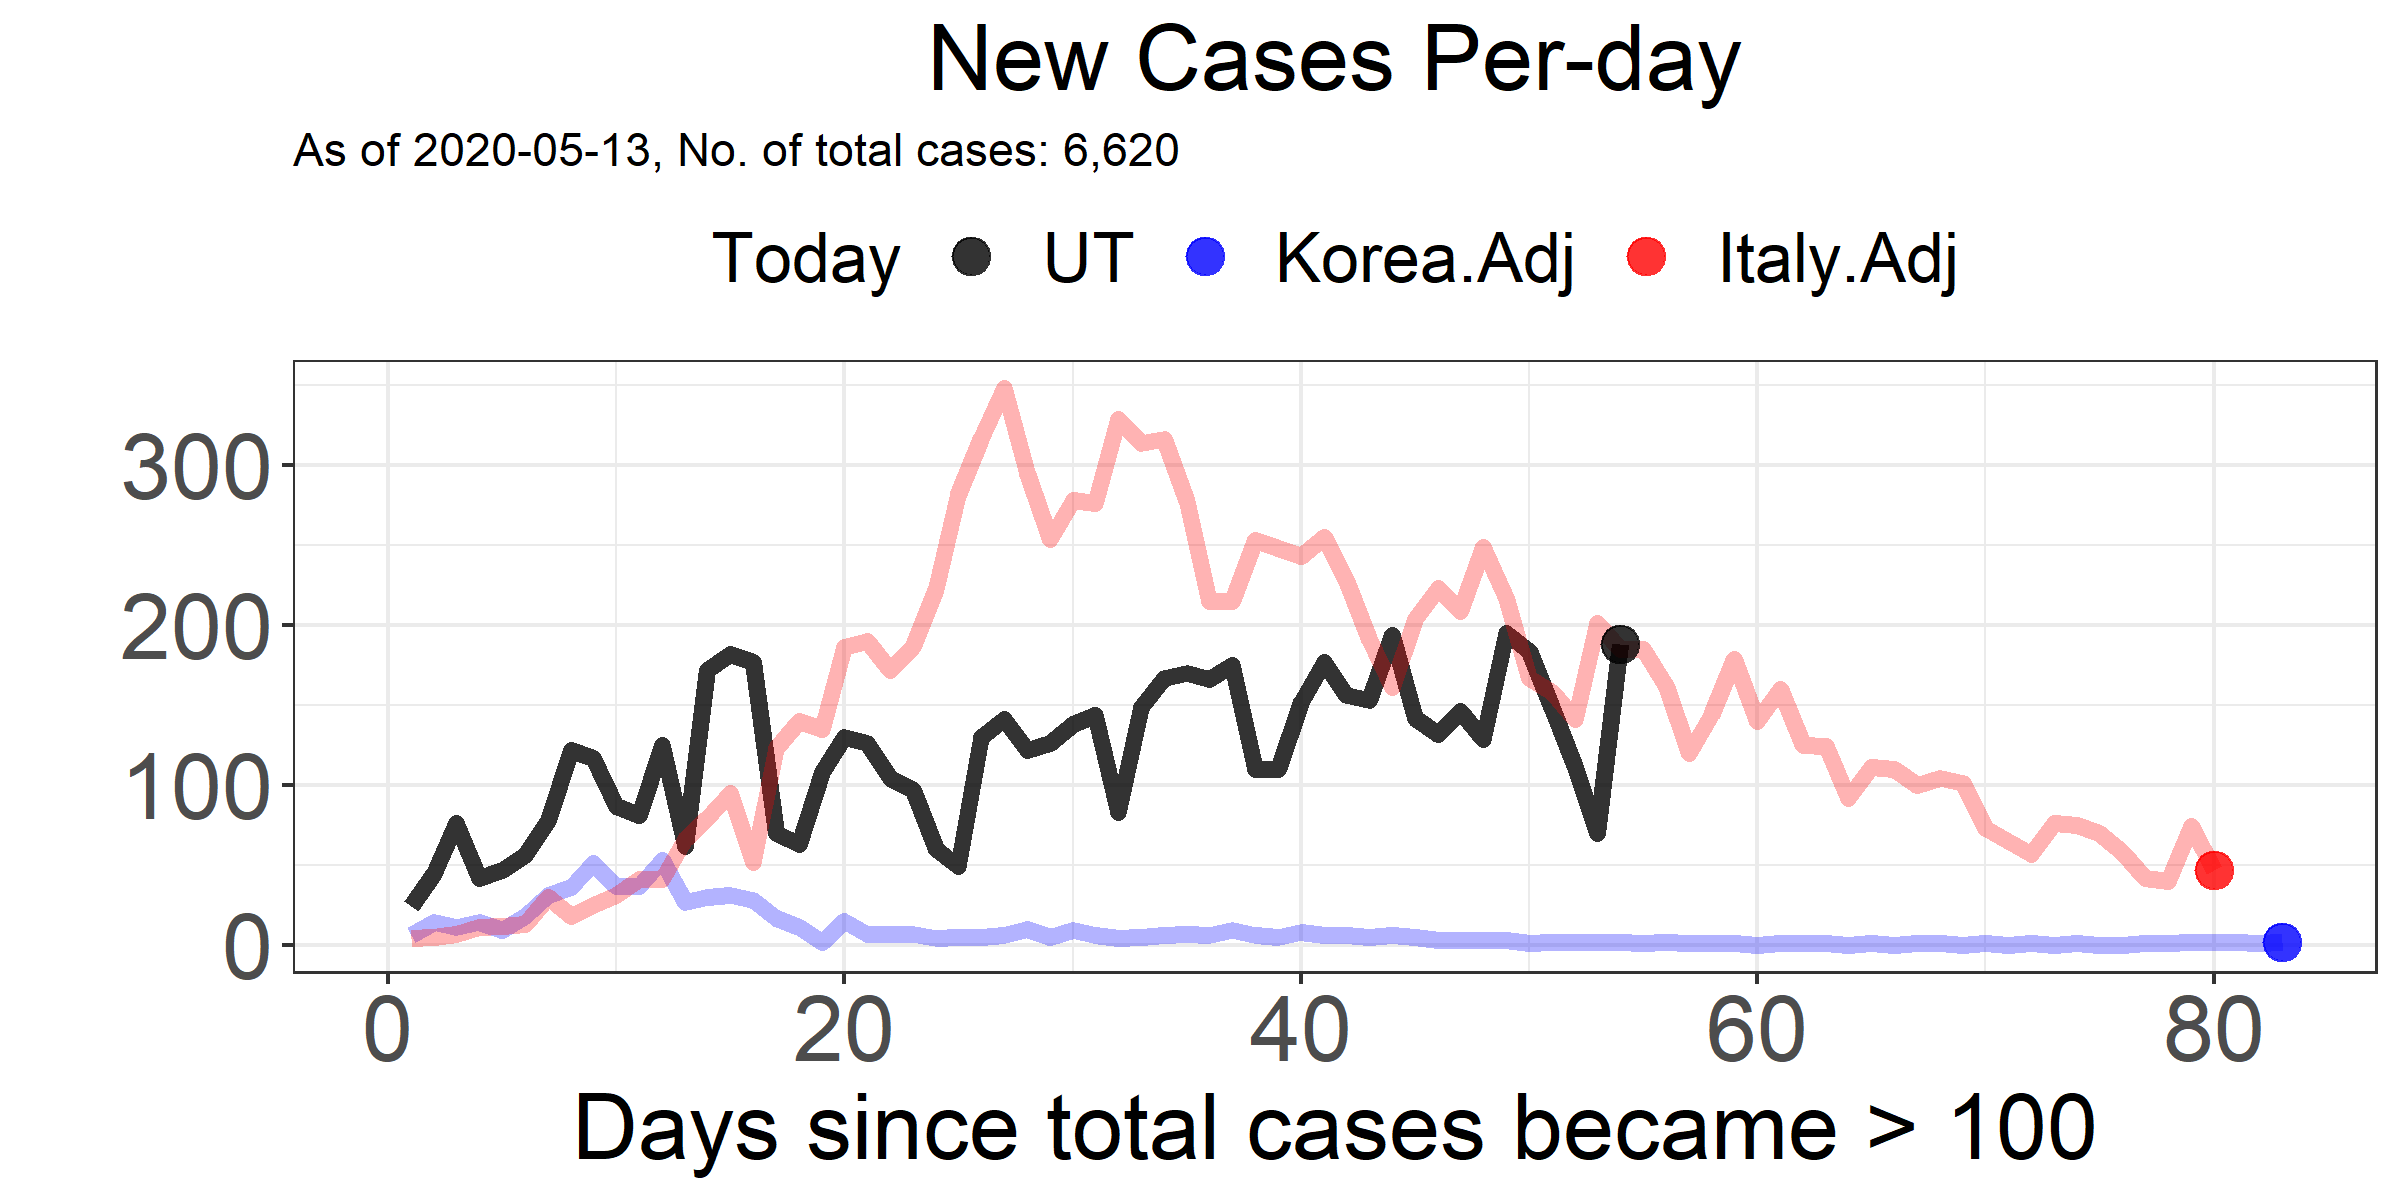 New Cases Per-day
As of 2020-05-13, No. of total cases: 6,620
Today UT Korea.Adj Italy.Adj
300
200
100
0
0 20 40 60 80
Days since total cases became > 100